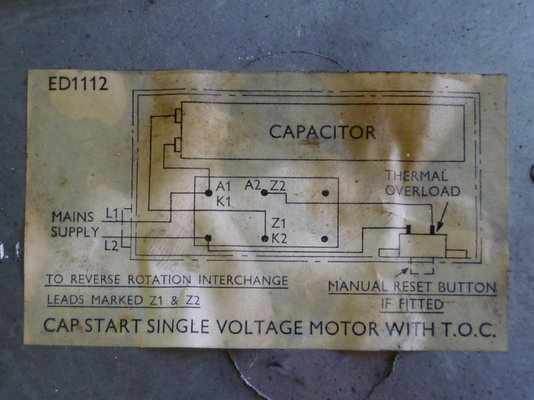 ED1112
CAPACITOR
A1 A2 Z2
K1
THERMAL
OVERLOAD
L1
MAINS
SUPPLY
L2
Z1
K2
TO REVERSE ROTATION INTERCHANGE
LEADS MARKED Z1 & Z2
MANUAL RESET BUTTON
IF FITTED
CAP. START SINGLE VOLTAGE MOTOR WITH T.O.C.